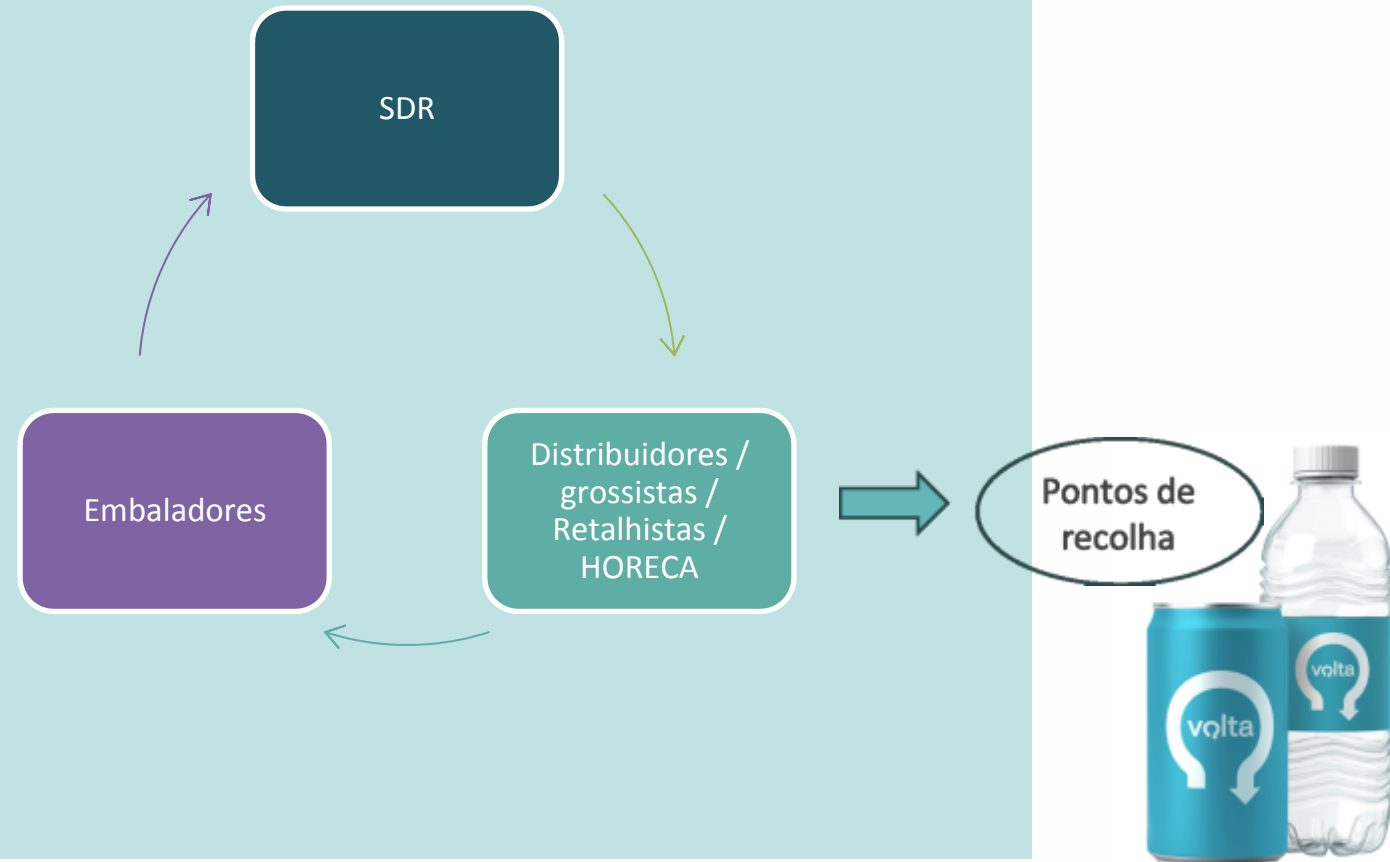 SDR
Embaladores
Distribuidores /
grossistas /
Retalhistas /
HORECA
Pontos de
recolha
volta
volta